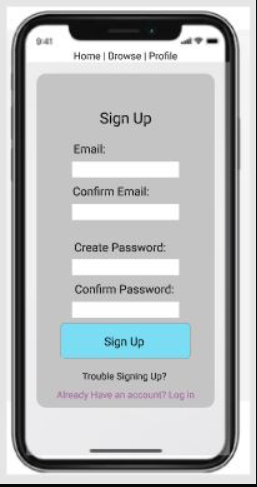 9:41
Home | Browse | Profile
Sign Up
Email:
Confirm Email:
Create Password:
Confirm Password:
Sign Up
Trouble Signing Up?
Already Have an account? Log In